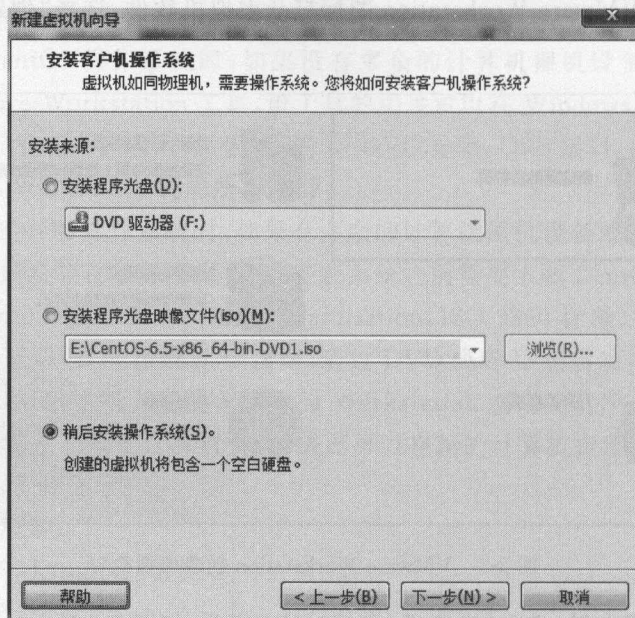 新建虚拟机向导
安装客户机操作系统
虚拟机如同物理机，需要操作系统。您将如何安装客户机操作系统?
安装来源:
安装程序光盘(D):
DVD 驱动器 (F:)
安装程序光盘映像文件(iso)(M):
E:\CentOS-6.5-x86_64-bin-DVD1.iso
浏览(R)...
稍后安装操作系统(S)。
创建的虚拟机将包含一个空白硬盘。
帮助
< 上一步(B)
下一步(N) >
取消